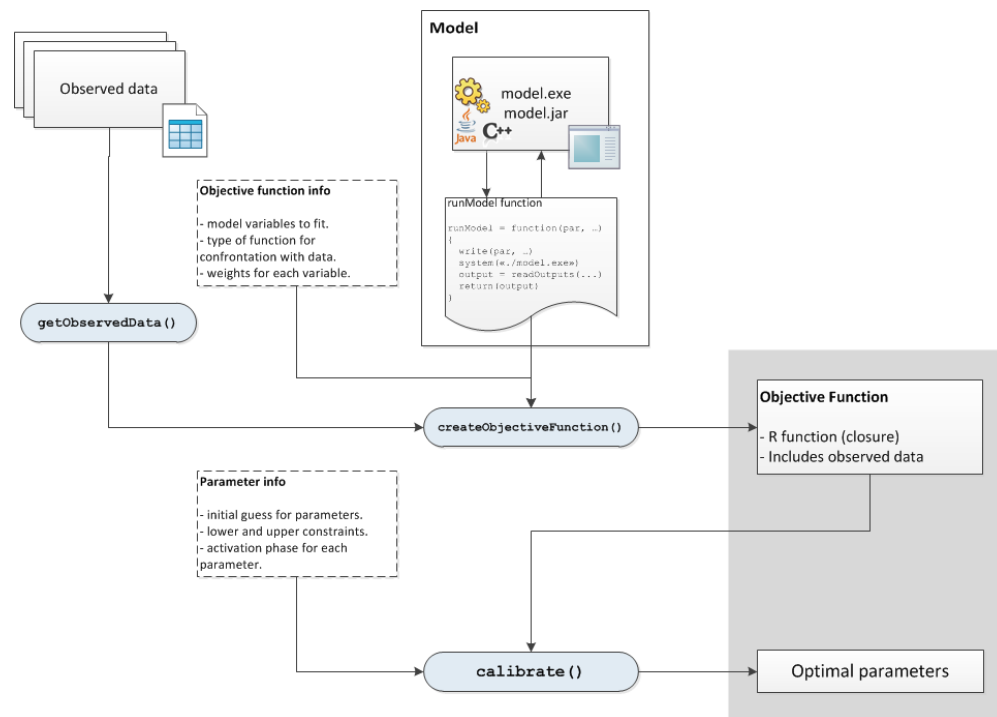 Observed data
Model
model.exe
model.jar
Java
C++
Objective function info
- model variables to fit.
- type of function for
confrontation with data.
- weights for each variable.
runModel function
runModel = function(par, …)
{
write(par, …)
system(«./model.exe»)
output = readOutputs(...)
return(output)
}
getObservedData()
createObjectiveFunction()
Objective Function
- R function (closure)
- Includes observed data
Parameter info
- initial guess for parameters.
- lower and upper constraints.
- activation phase for each
parameter.
calibrate()
Optimal parameters